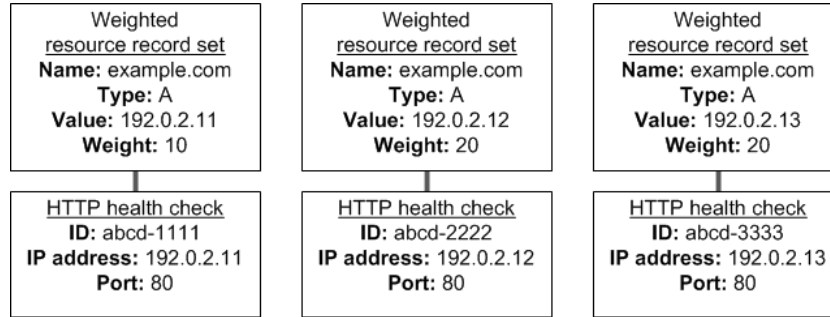 Weighted
resource record set
Name: example.com
Type: A
Value: 192.0.2.11
Weight: 10
HTTP health check
ID: abcd-1111
IP address: 192.0.2.11
Port: 80
Weighted
resource record set
Name: example.com
Type: A
Value: 192.0.2.12
Weight: 20
HTTP health check
ID: abcd-2222
IP address: 192.0.2.12
Port: 80
Weighted
resource record set
Name: example.com
Type: A
Value: 192.0.2.13
Weight: 20
HTTP health check
ID: abcd-3333
IP address: 192.0.2.13
Port: 80